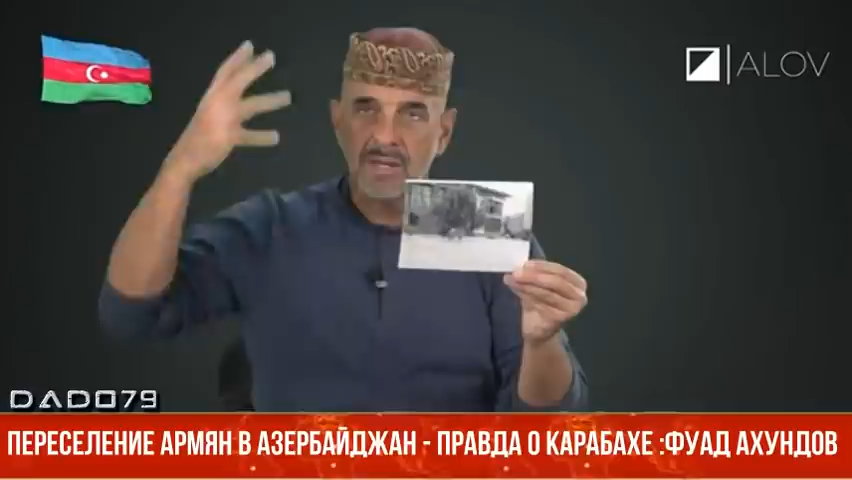 ALOV
DADO79
ПЕРЕСЕЛЕНИЕ АРМЯН В АЗЕРБАЙДЖАН - ПРАВДА О КАРАБАХЕ :ФУАД АХУНДОВ